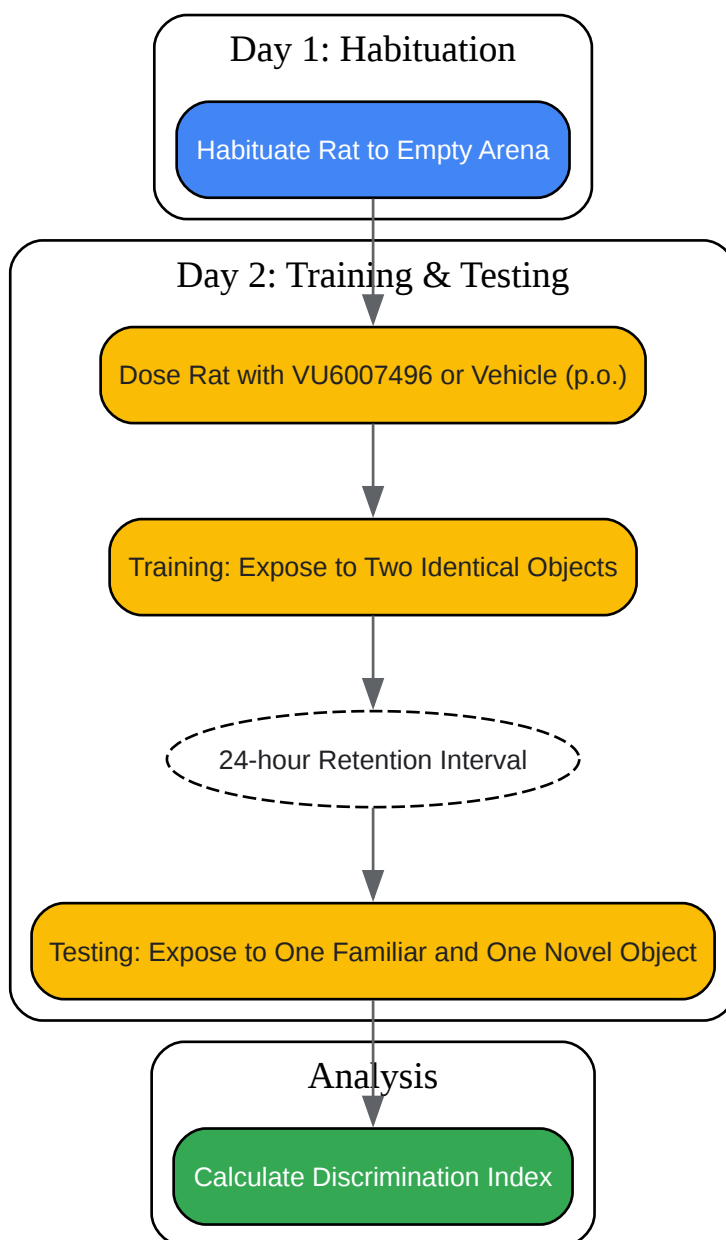 Day 1: Habituation
Habituate Rat to Empty Arena
Day 2: Training & Testing
Dose Rat with VU6007496 or Vehicle (p.o.)
Training: Expose to Two Identical Objects
24-hour Retention Interval
Testing: Expose to One Familiar and One Novel Object
Analysis
Calculate Discrimination Index